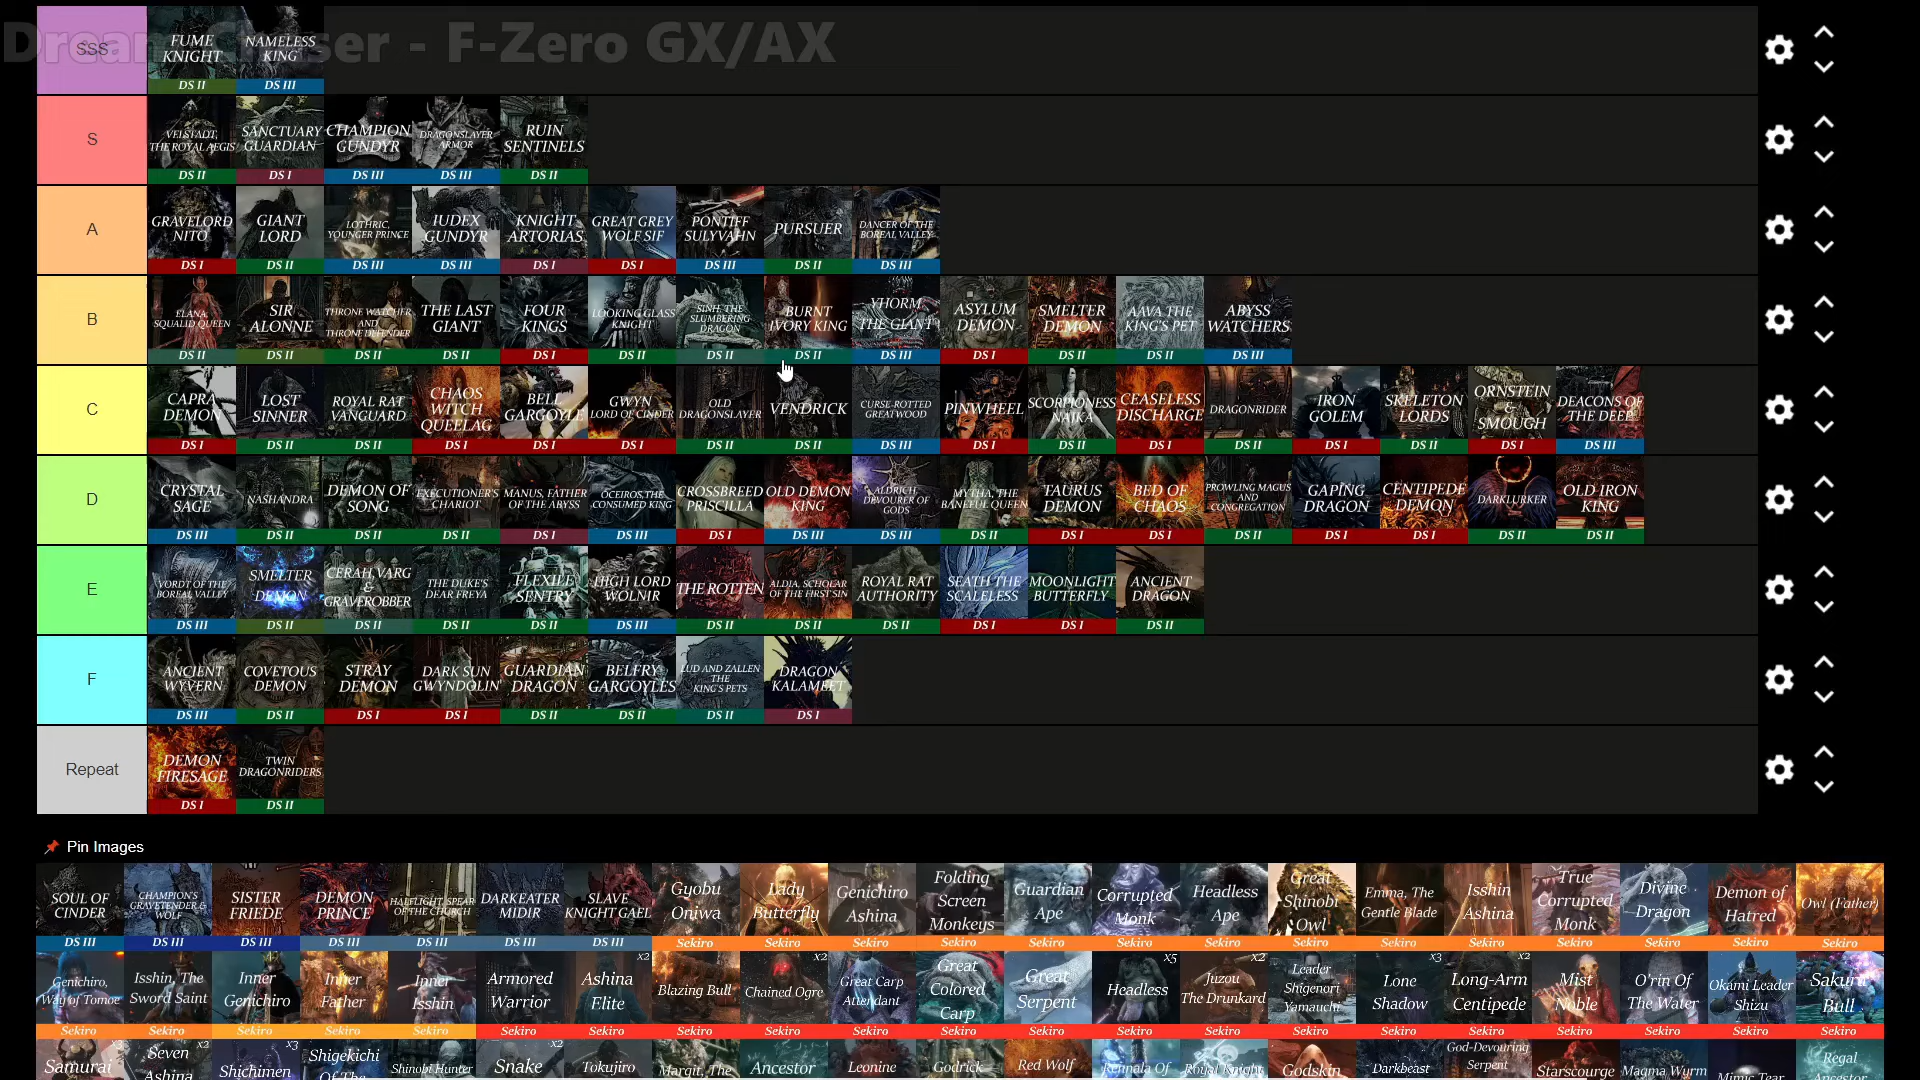 Dream Chaser - F-Zero GX/AX
SSS
FUME KNIGHT DS II
NAMELESS KING DS III
S
VELSTADT, THE ROYAL AEGIS DS II
SANCTUARY GUARDIAN DS I
CHAMPION GUNDYR DS III
DRAGONSLAYER ARMOR DS III
RUIN SENTINELS DS II
A
GRAVELORD NITO DS I
GIANT LORD DS II
LOTHRIC, YOUNGER PRINCE DS III
IUDEX GUNDYR DS III
KNIGHT ARTORIAS DS I
GREAT GREY WOLF SIF DS I
PONTIFF SULYVAHN DS III
PURSUER DS II
DANCER OF THE BOREAL VALLEY DS III
B
ELANA, SQUALID QUEEN DS II
SIR ALONNE DS II
THRONE WATCHER AND THRONE DEFENDER DS II
THE LAST GIANT DS II
FOUR KINGS DS I
LOOKING GLASS KNIGHT DS II
SINH, THE SLUMBERING DRAGON DS II
BURNT IVORY KING DS II
YHORM THE GIANT DS III
ASYLUM DEMON DS I
SMELTER DEMON DS II
AAVA THE KING'S PET DS II
ABYSS WATCHERS DS III
C
CAPRA DEMON DS I
LOST SINNER DS II
ROYAL RAT VANGUARD DS II
CHAOS WITCH QUEELAG DS I
BELL GARGOYLE DS I
GWYN LORD OF CINDER DS I
OLD DRAGONSLAYER DS II
VENDRICK DS II
CURSE-ROTTED GREATWOOD DS III
PINWHEEL DS I
SCORPIONESS NAJKA DS II
CEASELESS DISCHARGE DS I
DRAGONRIDER DS II
IRON GOLEM DS I
SKELETON LORDS DS II
ORNSTEIN & SMOUGH DS I
DEACONS OF THE DEEP DS III
D
CRYSTAL SAGE DS III
NASHANDRA DS II
DEMON OF SONG DS II
EXECUTIONER'S CHARIOT DS II
MANUS, FATHER OF THE ABYSS DS I
OCEIROS, THE CONSUMED KING DS III
CROSSBREED PRISCILLA DS I
OLD DEMON KING DS III
ALDRICH, DEVOURER OF GODS DS III
MYTHA, THE BANEFUL QUEEN DS II
TAURUS DEMON DS I
BED OF CHAOS DS I
PROWLING MAGUS AND CONGREGATION DS II
GAPING DRAGON DS I
CENTIPEDE DEMON DS I
DARKLURKER DS II
OLD IRON KING DS II
E
VORDT OF THE BOREAL VALLEY DS III
SMELTER DEMON DS II
CERAH, VARG & GRAVEROBBER DS II
THE DUKE'S DEAR FREYA DS II
FLEXILE SENTRY DS II
HIGH LORD WOLNIR DS III
THE ROTTEN DS II
ALDIA, SCHOLAR OF THE FIRST SIN DS II
ROYAL RAT AUTHORITY DS II
SEATH THE SCALELESS DS I
MOONLIGHT BUTTERFLY DS I
ANCIENT DRAGON DS II
F
ANCIENT WYVERN DS III
COVETOUS DEMON DS II
STRAY DEMON DS I
DARK SUN GWYNDOLIN DS I
GUARDIAN DRAGON DS II
BELFRY GARGOYLES DS II
LUD AND ZALLEN THE KING'S PETS DS II
DRAGON KALAMEET DS I
Repeat
DEMON FIRESAGE DS I
TWIN DRAGONRIDERS DS II
Pin Images
SOUL OF CINDER DS III
CHAMPION'S GRAVETENDER & WOLF DS III
SISTER FRIEDE DS III
DEMON PRINCE DS III
HALFLIGHT, SPEAR OF THE CHURCH DS III
DARKEATER MIDIR DS III
SLAVE KNIGHT GAEL DS III
Gyobu Oniwa Sekiro
Lady Butterfly Sekiro
Genichiro Ashina Sekiro
Folding Screen Monkeys Sekiro
Guardian Ape Sekiro
Corrupted Monk Sekiro
Headless Ape Sekiro
Great Shinobi Owl Sekiro
Emma, The Gentle Blade Sekiro
Isshin Ashina Sekiro
True Corrupted Monk Sekiro
Divine Dragon Sekiro
Demon of Hatred Sekiro
Owl (Father) Sekiro
Genichiro, Way of Tomoe Sekiro
Isshin, The Sword Saint Sekiro
Inner Genichiro Sekiro
Inner Father Sekiro
Inner Isshin Sekiro
Armored Warrior Sekiro
x2 Ashina Elite Sekiro
Blazing Bull Sekiro
x2 Chained Ogre Sekiro
Great Carp Attendant Sekiro
Great Colored Carp Sekiro
Great Serpent Sekiro
x5 Headless Sekiro
x2 Juzou The Drunkard Sekiro
Leader Shigenori Yamauchi Sekiro
x3 Lone Shadow Sekiro
x2 Long-Arm Centipede Sekiro
Mist Noble Sekiro
O'rin Of The Water Sekiro
Okami Leader Shizu Sekiro
Sakura Bull Sekiro
x3 Samurai
x2 Seven Ashina
x3 Shichimen
Shigekichi Of The
Shinobi Hunter
x2 Snake
Tokujiro
Margit, The
Ancestor
Leonine
Godrick
Red Wolf
Rennala Of
Royal Knight
Godskin
Darkbeast
God-Devouring Serpent
Starscourge
Magma Wurm
Mimic Tear
Regal Ancestor